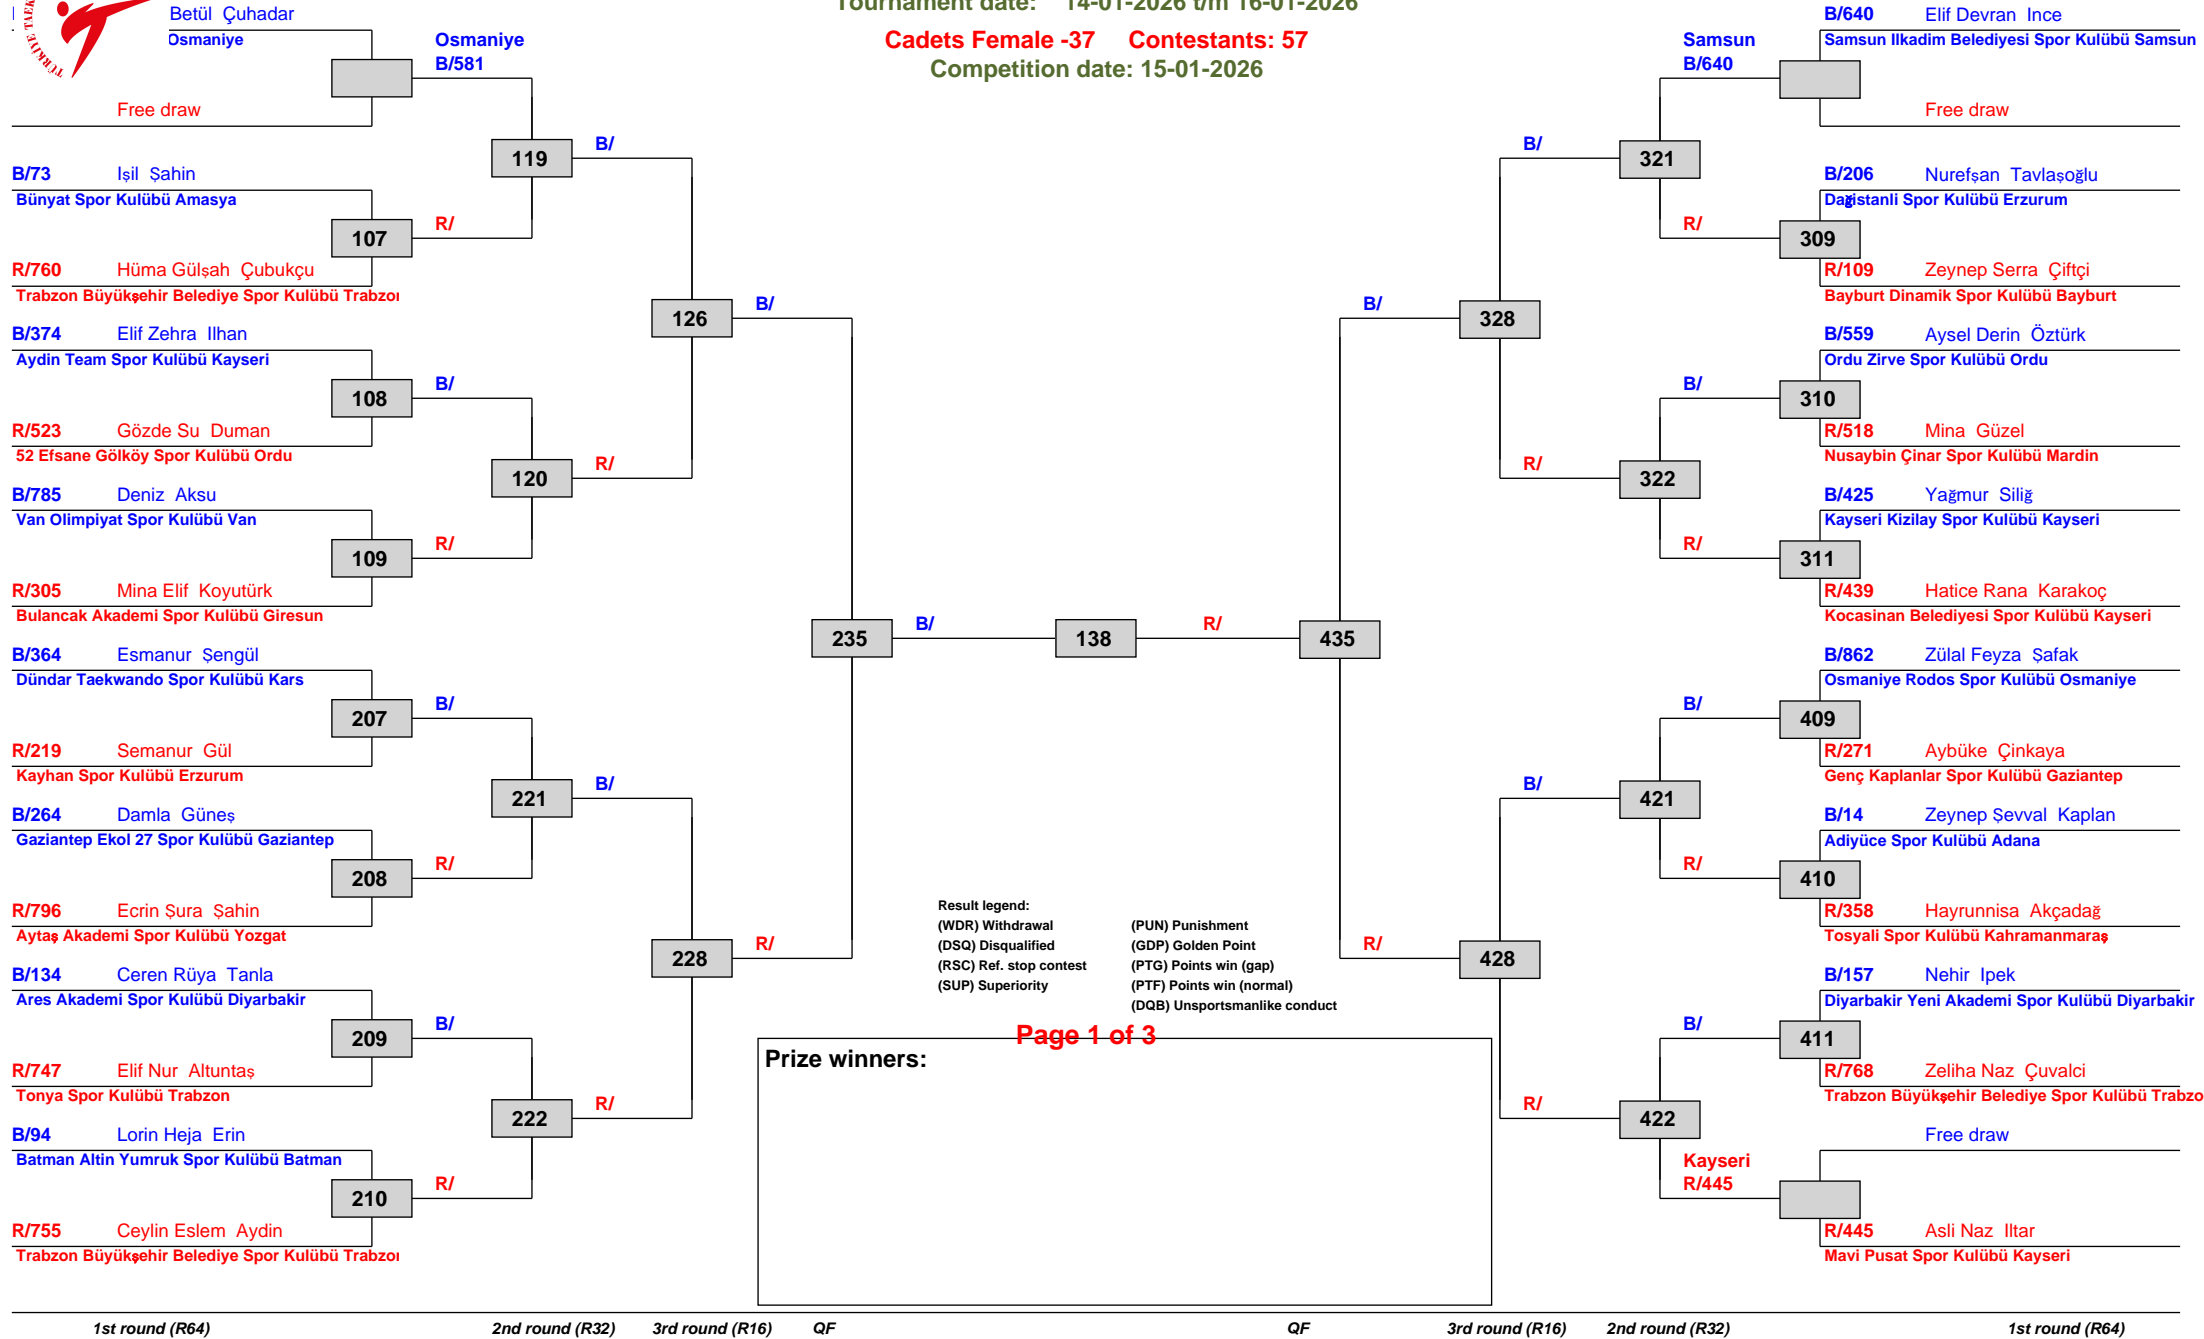 TÜRKİYE TAEK
Tournament date: 14-01-2026 t/m 16-01-2026
Cadets Female -37 Contestants: 57
Competition date: 15-01-2026
Betül Çuhadar
Osmaniye
Free draw
Osmaniye
B/581
B/73 Işil Şahin
Bünyat Spor Kulübü Amasya
107
R/760 Hüma Gülşah Çubukçu
Trabzon Büyükşehir Belediye Spor Kulübü Trabzon
119
B/
R/
B/374 Elif Zehra Ilhan
Aydin Team Spor Kulübü Kayseri
108
R/523 Gözde Su Duman
52 Efsane Gölköy Spor Kulübü Ordu
B/
126
B/
B/785 Deniz Aksu
Van Olimpiyat Spor Kulübü Van
109
R/305 Mina Elif Koyutürk
Bulancak Akademi Spor Kulübü Giresun
R/
120
R/
B/364 Esmanur Şengül
Dündar Taekwando Spor Kulübü Kars
207
R/219 Semanur Gül
Kayhan Spor Kulübü Erzurum
B/
235
B/
B/264 Damla Güneş
Gaziantep Ekol 27 Spor Kulübü Gaziantep
208
R/796 Ecrin Şura Şahin
Aytaş Akademi Spor Kulübü Yozgat
R/
221
B/
B/134 Ceren Rüya Tanla
Ares Akademi Spor Kulübü Diyarbakir
209
R/747 Elif Nur Altuntaş
Tonya Spor Kulübü Trabzon
B/
228
R/
B/94 Lorin Heja Erin
Batman Altin Yumruk Spor Kulübü Batman
210
R/755 Ceylin Eslem Aydin
Trabzon Büyükşehir Belediye Spor Kulübü Trabzon
R/
222
R/
138
R/
435
B/
R/
328
B/
R/
428
B/
R/
Samsun
B/640
321
R/
B/
322
R/
B/
421
R/
B/
422
Kayseri
R/445
B/640 Elif Devran Ince
Samsun Ilkadim Belediyesi Spor Kulübü Samsun
Free draw
B/206 Nurefşan Tavlaşoğlu
Dağistanli Spor Kulübü Erzurum
309
R/109 Zeynep Serra Çiftçi
Bayburt Dinamik Spor Kulübü Bayburt
B/559 Aysel Derin Öztürk
Ordu Zirve Spor Kulübü Ordu
310
R/518 Mina Güzel
Nusaybin Çinar Spor Kulübü Mardin
B/425 Yağmur Siliğ
Kayseri Kizilay Spor Kulübü Kayseri
311
R/439 Hatice Rana Karakoç
Kocasinan Belediyesi Spor Kulübü Kayseri
B/862 Zülal Feyza Şafak
Osmaniye Rodos Spor Kulübü Osmaniye
409
R/271 Aybüke Çinkaya
Genç Kaplanlar Spor Kulübü Gaziantep
B/14 Zeynep Şevval Kaplan
Adiyüce Spor Kulübü Adana
410
R/358 Hayrunnisa Akçadağ
Tosyali Spor Kulübü Kahramanmaraş
B/157 Nehir Ipek
Diyarbakir Yeni Akademi Spor Kulübü Diyarbakir
411
R/768 Zeliha Naz Çuvalci
Trabzon Büyükşehir Belediye Spor Kulübü Trabzo
Free draw
R/445 Asli Naz Iltar
Mavi Pusat Spor Kulübü Kayseri
Result legend:
(WDR) Withdrawal (PUN) Punishment
(DSQ) Disqualified (GDP) Golden Point
(RSC) Ref. stop contest (PTG) Points win (gap)
(SUP) Superiority (PTF) Points win (normal)
(DQB) Unsportsmanlike conduct
Page 1 of 3
Prize winners:
1st round (R64) 2nd round (R32) 3rd round (R16) QF QF 3rd round (R16) 2nd round (R32) 1st round (R64)